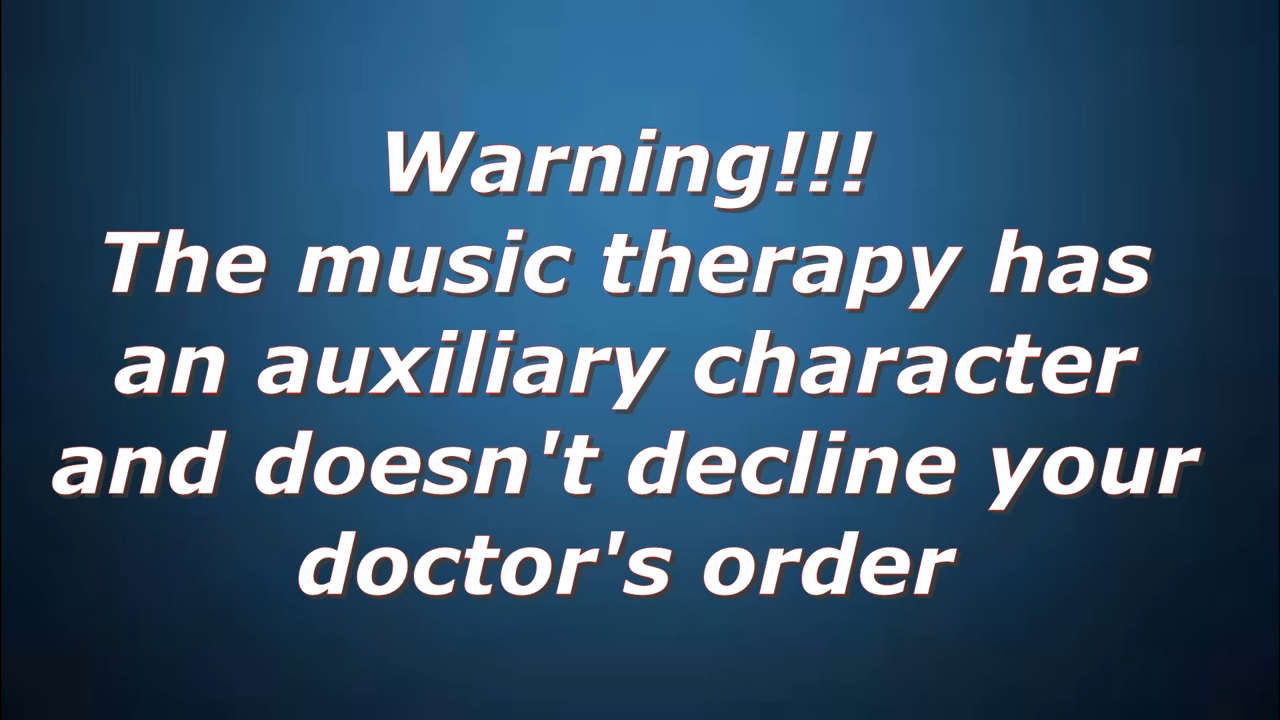 Warning!!!
The music therapy has
an auxiliary character
and doesn't decline your
doctor's order